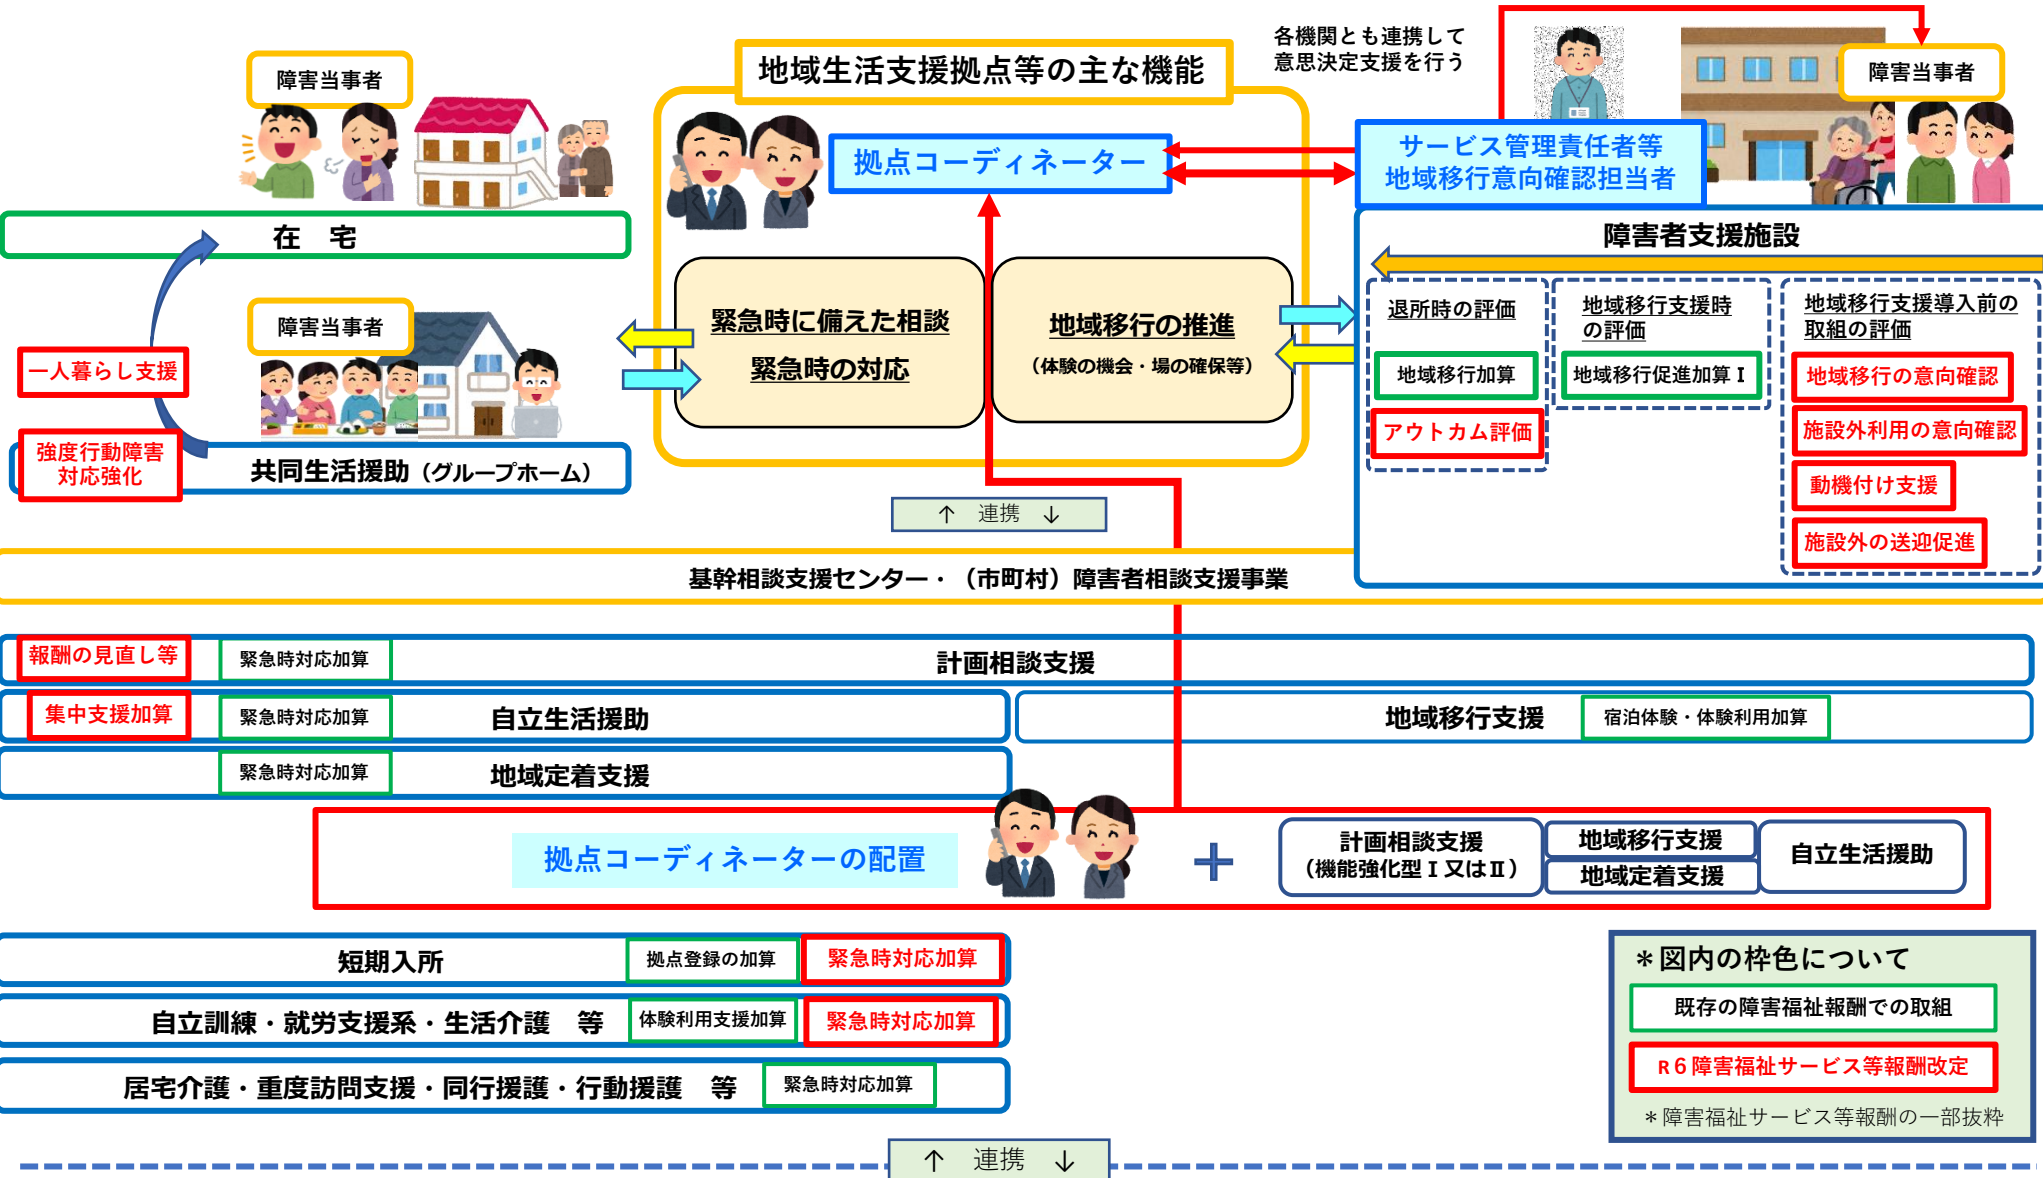 各機関とも連携して
意思決定支援を行う
障害当事者
地域生活支援拠点等の主な機能
障害当事者
拠点コーディネーター
サービス管理責任者等
地域移行意向確認担当者
在　宅
障害者支援施設
障害当事者
一人暮らし支援
強度行動障害
対応強化
共同生活援助（グループホーム）
緊急時に備えた相談
緊急時の対応
地域移行の推進
（体験の機会・場の確保等）
退所時の評価
地域移行加算
アウトカム評価
地域移行支援時
の評価
地域移行促進加算Ⅰ
地域移行支援導入前の
取組の評価
地域移行の意向確認
施設外利用の意向確認
動機付け支援
施設外の送迎促進
↑　連携　↓
基幹相談支援センター・（市町村）障害者相談支援事業
報酬の見直し等
緊急時対応加算
計画相談支援
集中支援加算
緊急時対応加算
自立生活援助
地域移行支援
宿泊体験・体験利用加算
緊急時対応加算
地域定着支援
拠点コーディネーターの配置
＋
計画相談支援
（機能強化型Ⅰ又はⅡ）
地域移行支援
地域定着支援
自立生活援助
短期入所
拠点登録の加算
緊急時対応加算
自立訓練・就労支援系・生活介護　等
体験利用支援加算
緊急時対応加算
居宅介護・重度訪問支援・同行援護・行動援護　等
緊急時対応加算
＊図内の枠色について
既存の障害福祉報酬での取組
R６障害福祉サービス等報酬改定
＊障害福祉サービス等報酬の一部抜粋
↑　連携　↓